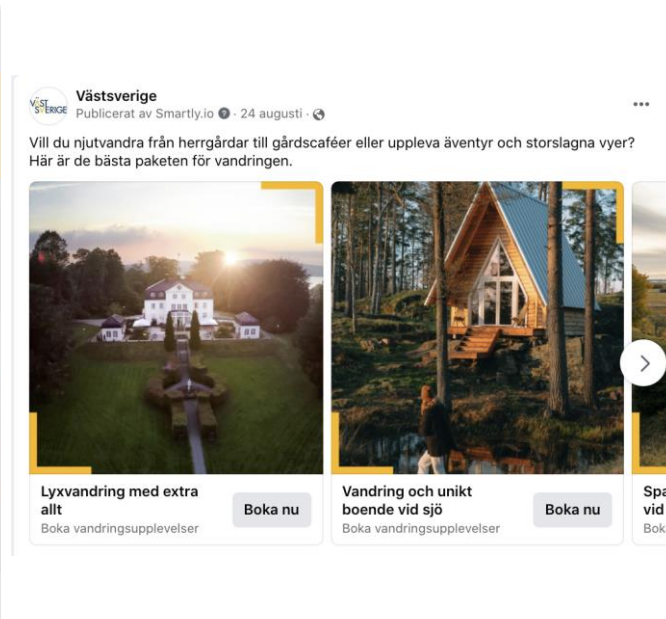 VÄST
SVERIGE
Västsverige
Publicerat av Smartly.io · 24 augusti ·
Vill du njutvandra från herrgårdar till gårdscaféer eller uppleva äventyr och storslagna vyer?
Här är de bästa paketen för vandringen.
Lyxvandring med extra
allt
Boka vandringsupplevelser
Boka nu
Vandring och unikt
boende vid sjö
Boka vandringsupplevelser
Boka nu
vid